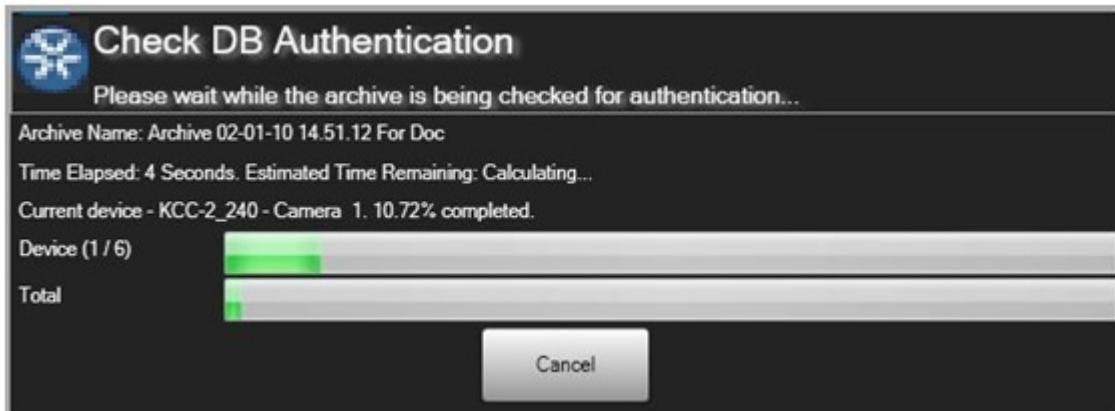 Check DB Authentication
Please wait while the archive is being checked for authentication...
Archive Name: Archive 02-01-10 14.51.12 For Doc
Time Elapsed: 4 Seconds. Estimated Time Remaining: Calculating...
Current device - KCC-2_240 - Camera  1. 10.72% completed.
Device (1 / 6)
Total
Cancel